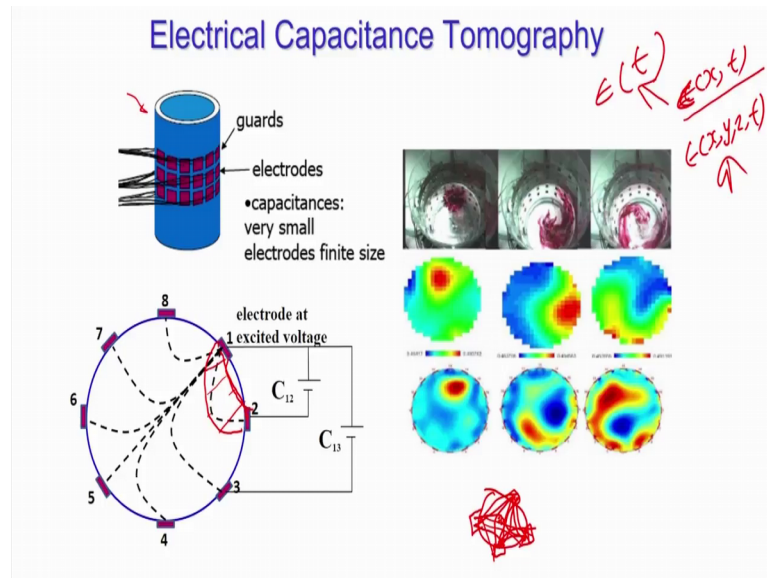 Electrical Capacitance Tomography
ϵ(t)
ϵ(x,t)
ϵ(x,y,z,t)
guards
electrodes
•capacitances:
very small
electrodes finite size
electrode at
excited voltage
8
1
7
2
6
C12
C13
3
5
4